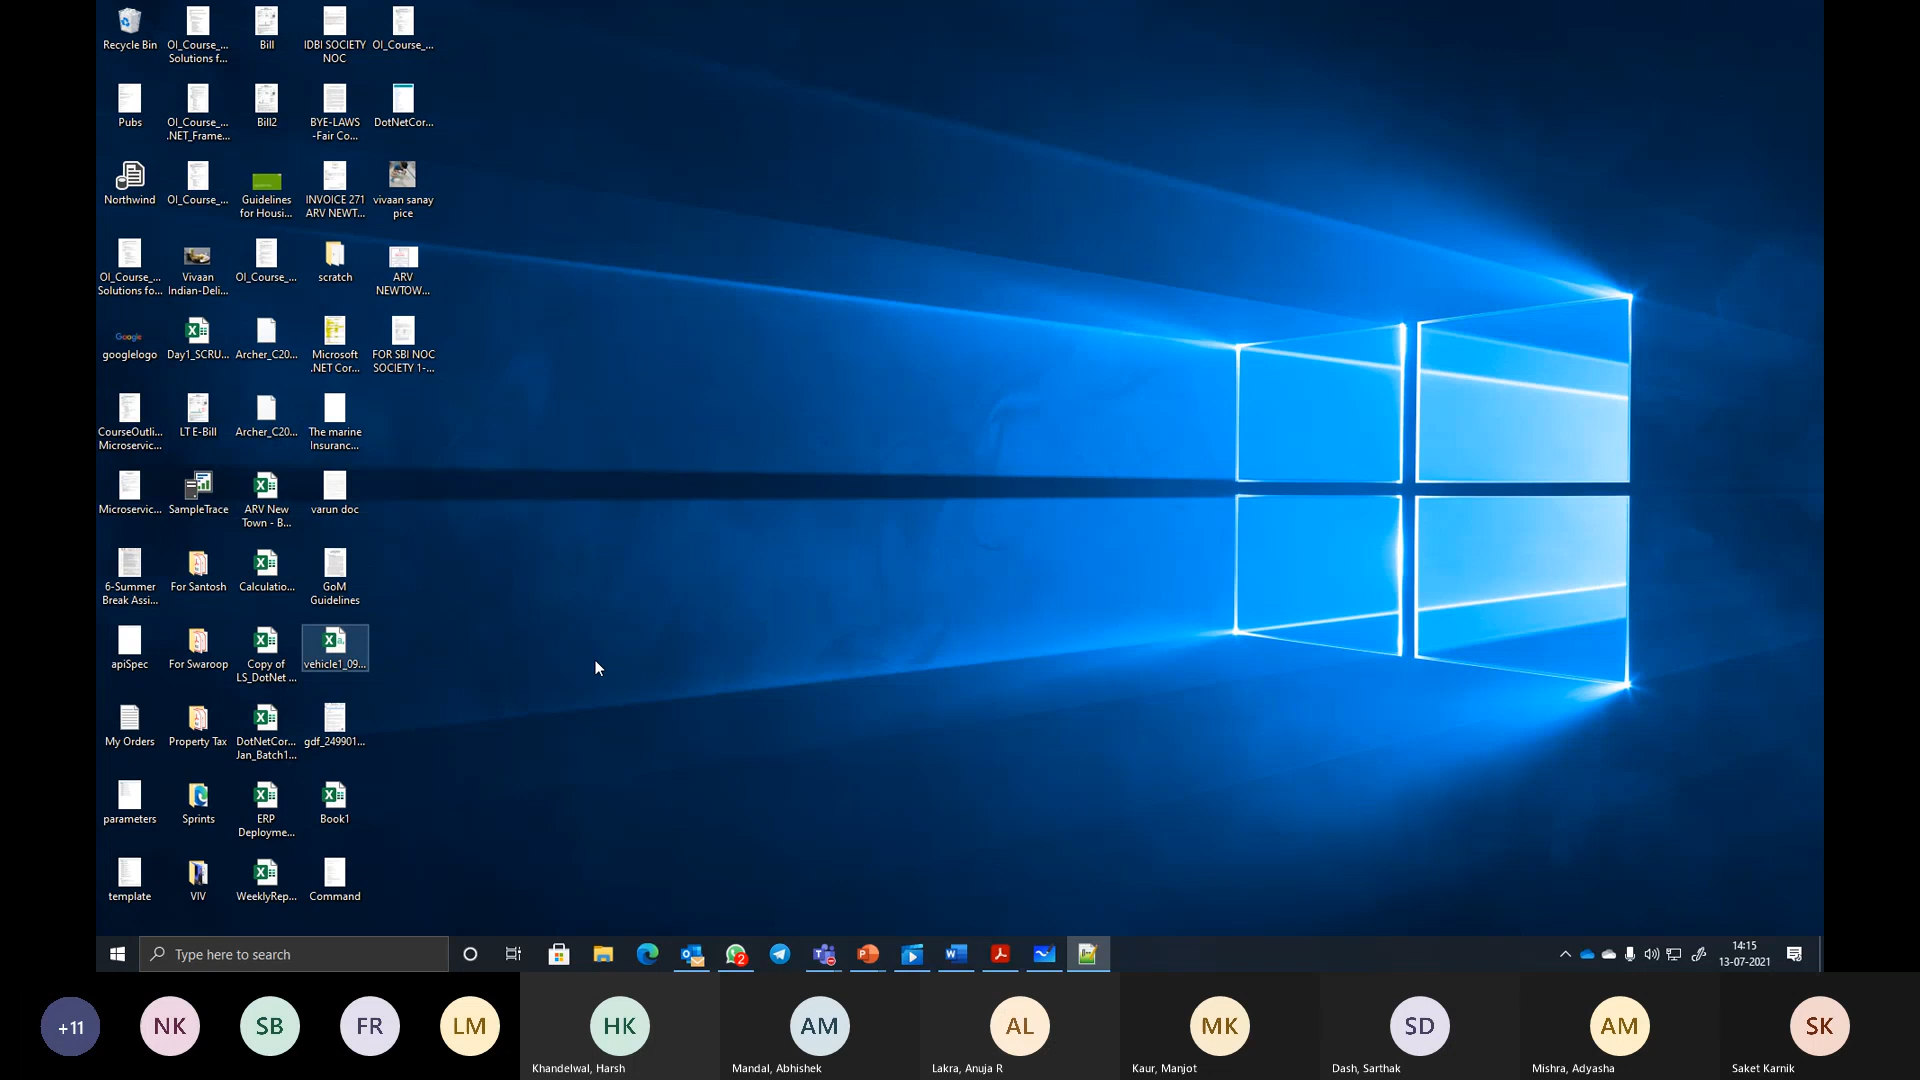 Recycle Bin
OI_Course_...
Solutions f...
Bill
IDBI SOCIETY
NOC
OI_Course_...
Pubs
OI_Course_...
.NET_Frame...
Bill2
BYE-LAWS
-Fair Co...
DotNetCor...
Northwind
OI_Course_...
Guidelines
for Housi...
INVOICE 271
ARV NEWT...
vivaan sanay
pice
OI_Course_...
Solutions fo...
Vivaan
Indian-Deli...
OI_Course_...
scratch
ARV
NEWTOW...
Google
googlelogo
Day1_SCRU...
Archer_C20...
Microsoft
.NET Cor...
FOR SBI NOC
SOCIETY 1-...
CourseOutli...
Microservic...
LT E-Bill
Archer_C20...
The marine
Insuranc...
Microservic...
SampleTrace
ARV New
Town - B...
varun doc
6-Summer
Break Assi...
For Santosh
Calculatio...
GoM
Guidelines
apiSpec
For Swaroop
Copy of
LS_DotNet ...
vehicle1_09...
My Orders
Property Tax
DotNetCor...
Jan_Batch1...
gdf_249901...
parameters
Sprints
ERP
Deployme...
Book1
template
VIV
WeeklyRep...
Command
Type here to search
2
14:15
13-07-2021
+11
NK
SB
FR
LM
HK
AM
AL
MK
SD
AM
SK
Khandelwal, Harsh
Mandal, Abhishek
Lakra, Anuja R
Kaur, Manjot
Dash, Sarthak
Mishra, Adyasha
Saket Karnik